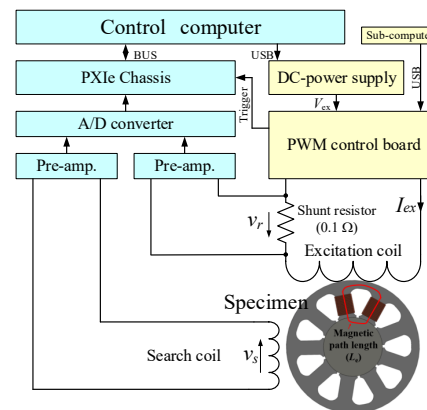 Control computer
Sub-compute
BUS
USB
USB
PXIe Chassis
DC-power supply
Trigger
Vex
A/D converter
PWM control board
Pre-amp.
Pre-amp.
Iex
vr
Shunt resistor
(0.1 Ω)
Excitation coil
Specimen
Magnetic
path length
Search coil
vs